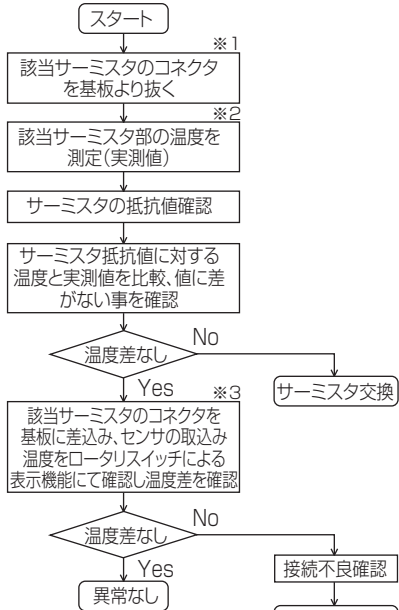 スタート
※1
該当サーミスタのコネクタ
を基板より抜く
※2
該当サーミスタ部の温度を
測定(実測値)
サーミスタの抵抗値確認
サーミスタ抵抗値に対する
温度と実測値を比較、値に差
がない事を確認
温度差なし
No
Yes
サーミスタ交換
※3
該当サーミスタのコネクタを
基板に差込み、センサの取込み
温度をロータリスイッチによる
表示機能にて確認し温度差を確認
温度差なし
No
Yes
接続不良確認
異常なし